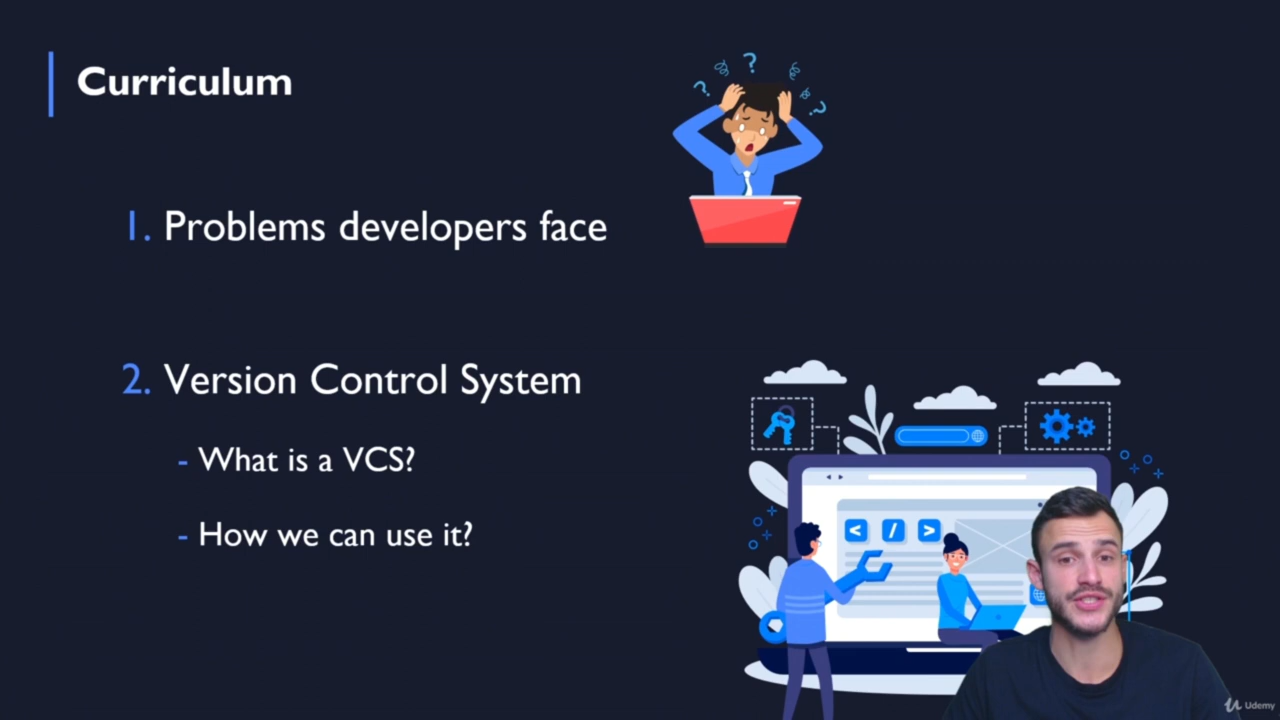 Curriculum
1. Problems developers face
2. Version Control System
- What is a VCS?
- How we can use it?
< / >
Udemy